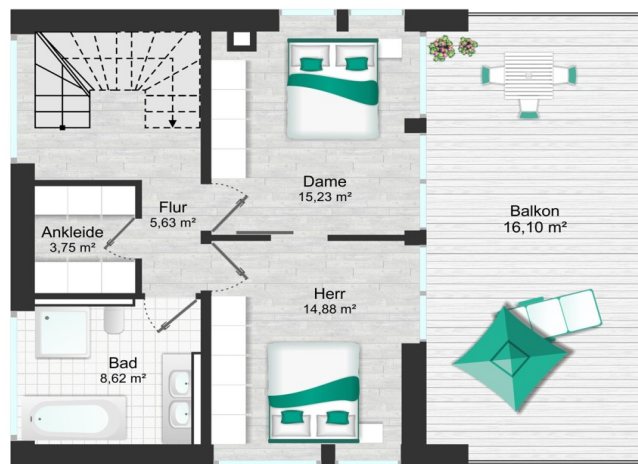 Dame
15,23 m²
Flur
5,63 m²
Ankleide
3,75 m²
Balkon
16,10 m²
Herr
14,88 m²
Bad
8,62 m²